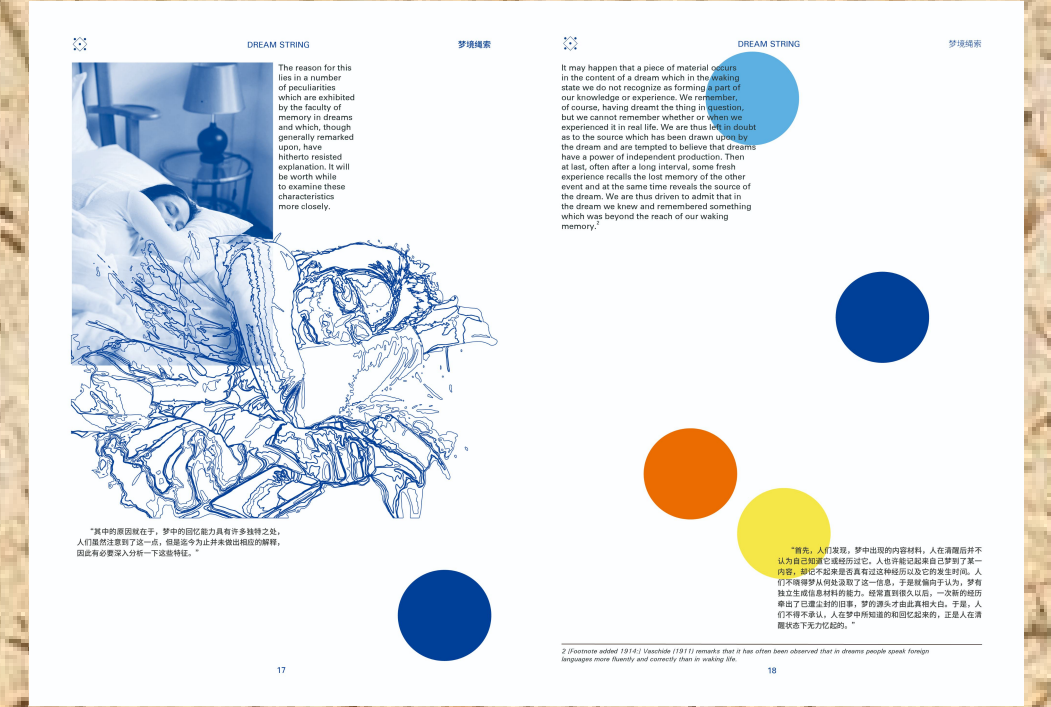 DREAM STRING
梦境绳索
The reason for this
lies in a number
of peculiarities
which are exhibited
by the faculty of
memory in dreams
and which, though
generally remarked
upon, have
hitherto resisted
explanation. It will
be worth while
to examine these
characteristics
more closely.
“其中的原因就在于，梦中的回忆能力具有许多独特之处，
人们虽然注意到了这一点，但是迄今为止并未做出相应的解释，
因此有必要深入分析一下这些特征。”
17
DREAM STRING
梦境绳索
It may happen that a piece of material occurs
in the content of a dream which in the waking
state we do not recognize as forming a part of
our knowledge or experience. We remember,
of course, having dreamt the thing in question,
but we cannot remember whether or when we
experienced it in real life. We are thus left in doubt
as to the source which has been drawn upon by
the dream and are tempted to believe that dreams
have a power of independent production. Then
at last, often after a long interval, some fresh
experience recalls the lost memory of the other
event and at the same time reveals the source of
the dream. We are thus driven to admit that in
the dream we knew and remembered something
which was beyond the reach of our waking
memory.2
“首先，人们发现，梦中出现的内容材料，人在清醒后并不
认为自己知道它或经历过它。人也许能记起来自己梦到了某一
内容，却记不起来是否真有过这种经历以及它的发生时间。人
们不晓得梦从何处汲取了这一信息，于是就偏向于认为，梦有
独立生成信息材料的能力。经常直到很久以后，一次新的经历
牵出了已遭尘封的旧事，梦的源头才由此真相大白。于是，人
们不得不承认，人在梦中所知道的和回忆起来的，正是人在清
醒状态下无力忆起的。”
2 [Footnote added 1914:] Vaschide (1911) remarks that it has often been observed that in dreams people speak foreign
languages more fluently and correctly than in waking life.
18